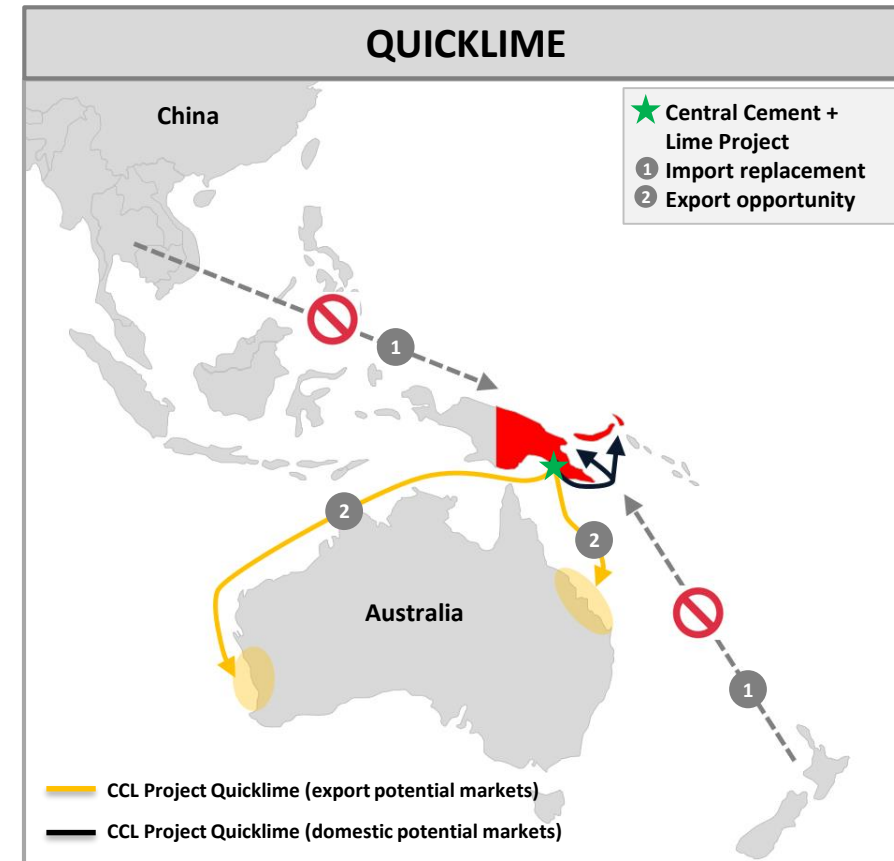 QUICKLIME
China
Central Cement +
Lime Project
1 Import replacement
2 Export opportunity
1
2
2
Australia
1
CCL Project Quicklime (export potential markets)
CCL Project Quicklime (domestic potential markets)